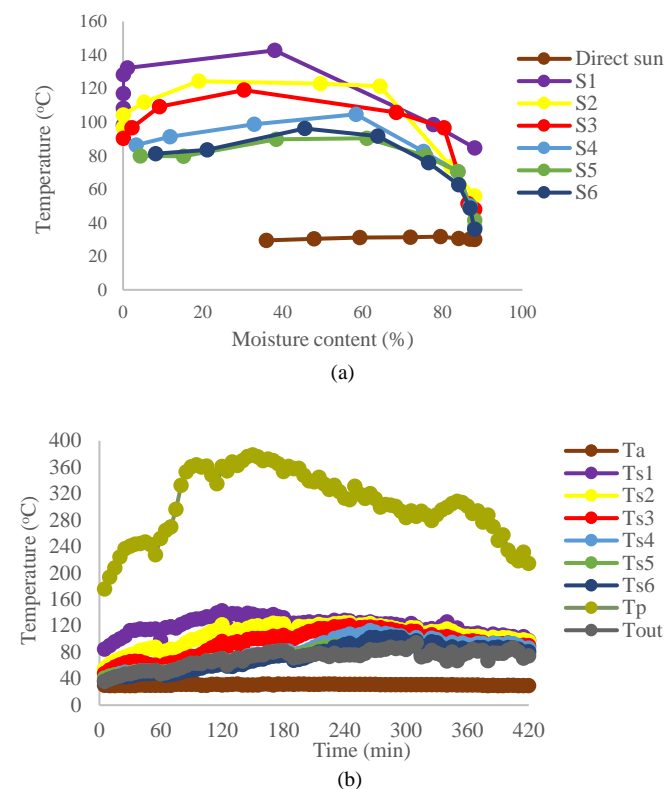 160
140
120
100
80
60
40
20
0
Temperature (°C)
0 20 40 60 80 100
Moisture content (%)
Direct sun
S1
S2
S3
S4
S5
S6
(a)
400
360
320
280
240
200
160
120
80
40
0
Temperature (°C)
0 60 120 180 240 300 360 420
Time (min)
Ta
Ts1
Ts2
Ts3
Ts4
Ts5
Ts6
Tp
Tout
(b)